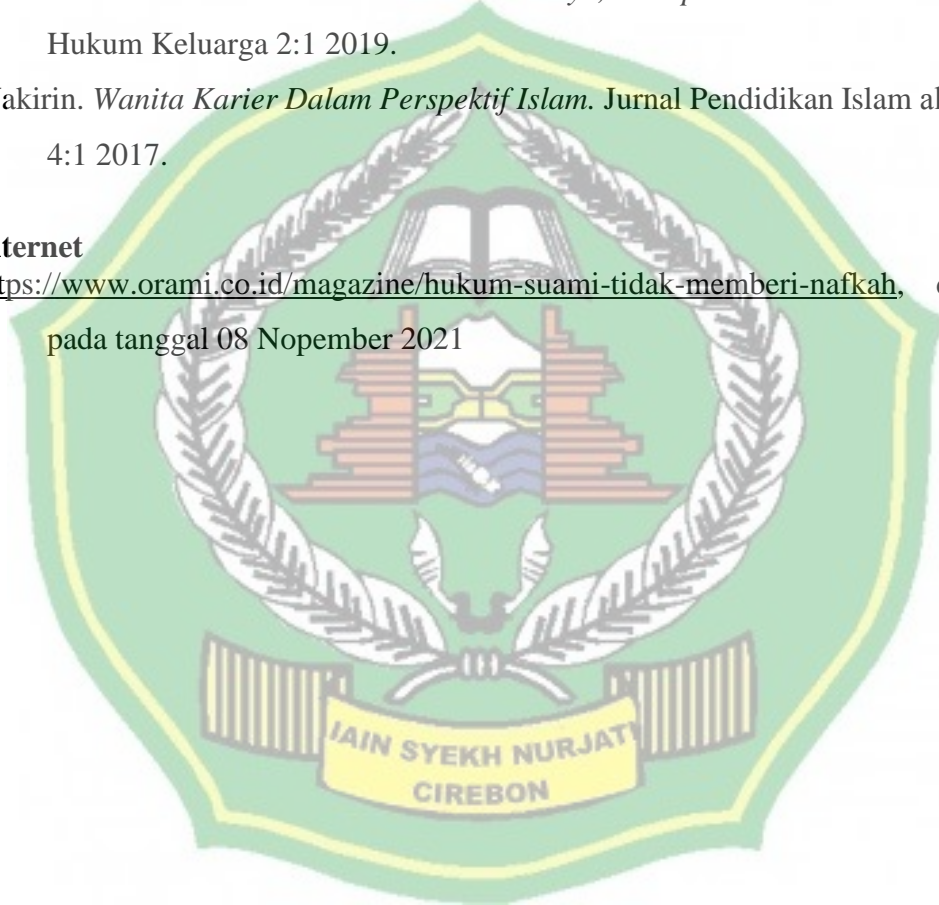 Hukum Keluarga 2:1 2019.
akirin. Wanita Karier Dalam Perspektif Islam. Jurnal Pendidikan Islam al
4:1 2017.
ternet
tps://www.orami.co.id/magazine/hukum-suami-tidak-memberi-nafkah,
pada tanggal 08 Nopember 2021
IAIN SYEKH NURJATI
CIREBON